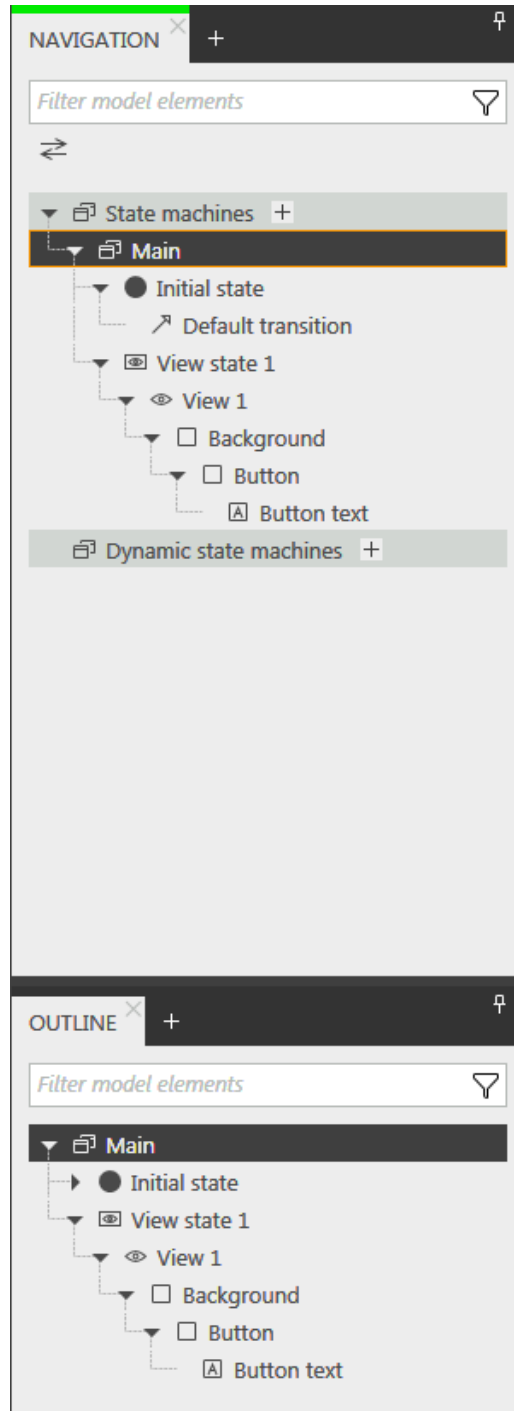 NAVIGATION
Filter model elements
State machines
Main
Initial state
Default transition
View state 1
View 1
Background
Button
A Button text
Dynamic state machines
OUTLINE
Filter model elements
Main
Initial state
View state 1
View 1
Background
Button
A Button text